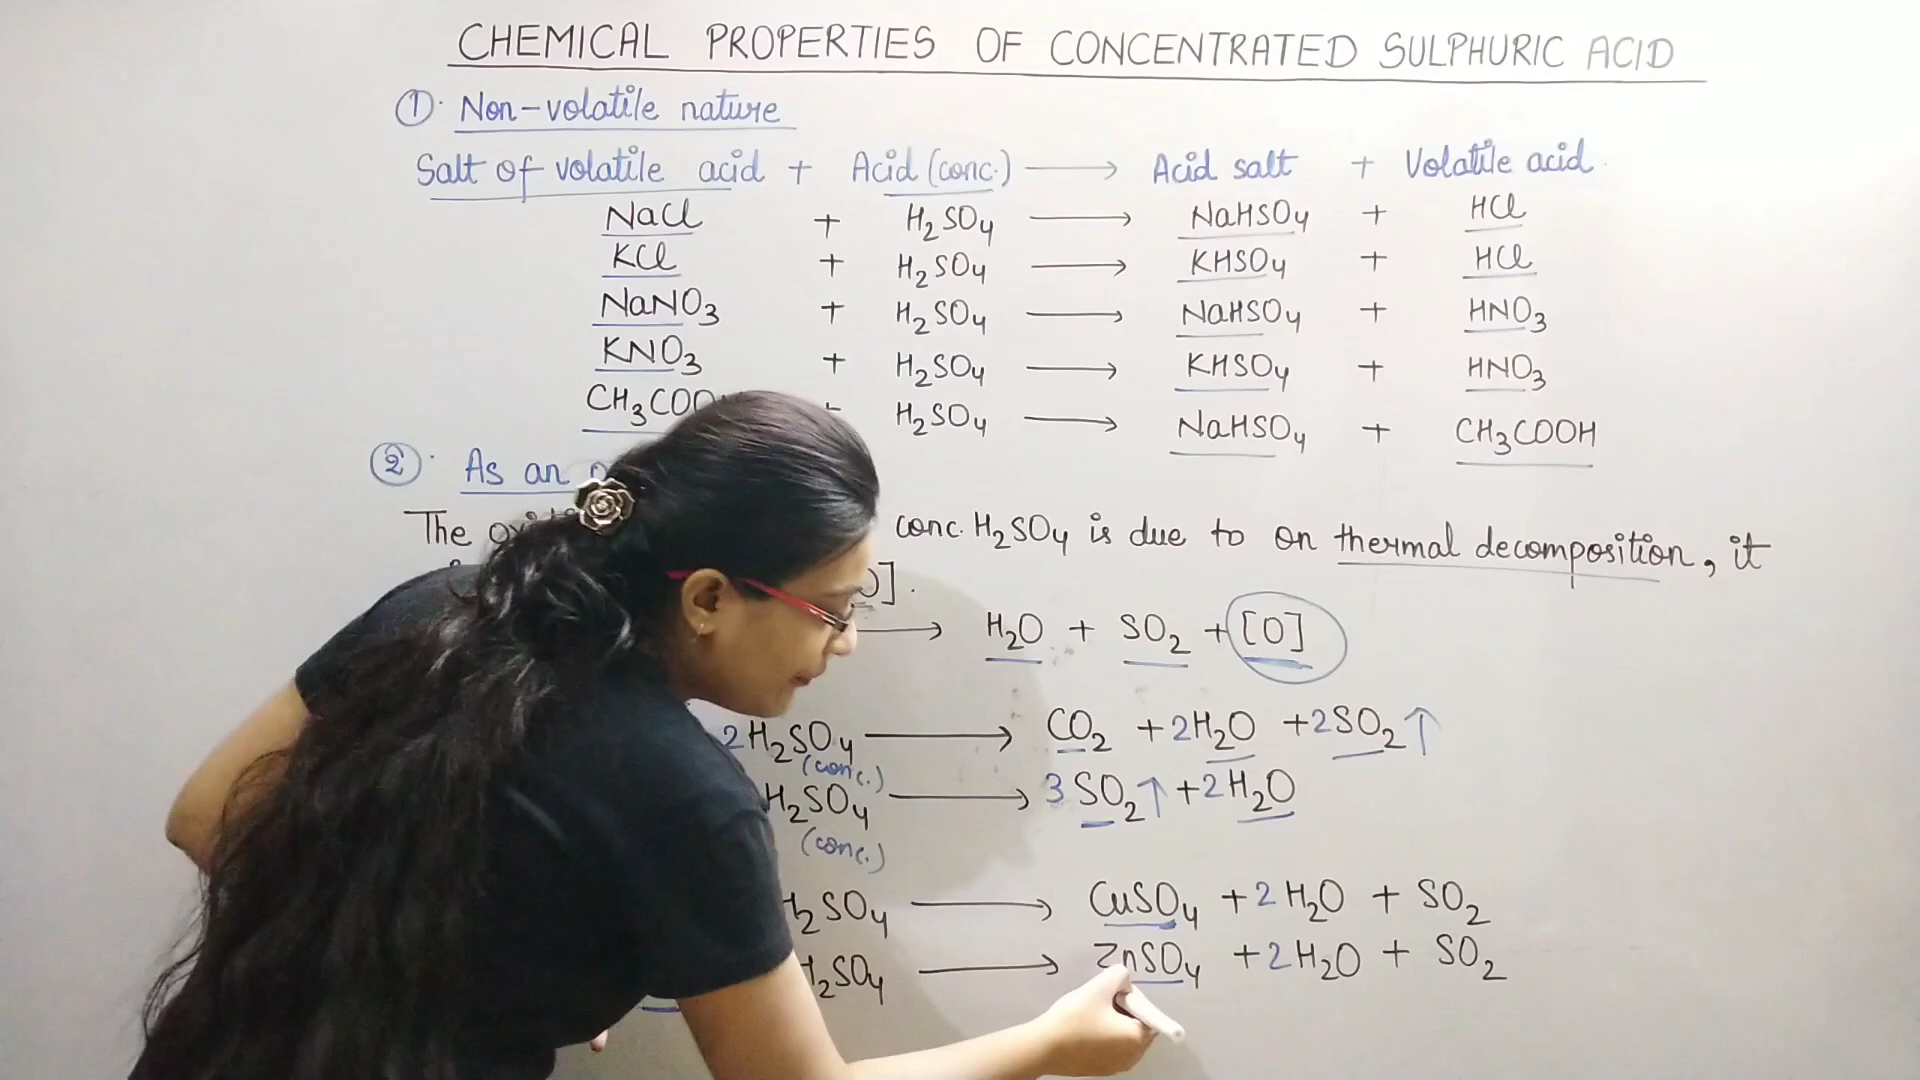 CHEMICAL PROPERTIES OF CONCENTRATED SULPHURIC ACID
①. Non-volatile nature
Salt of volatile acid + Acid (conc.) ⟶ Acid salt + Volatile acid.
NaCl + H₂SO₄ ⟶ NaHSO₄ + HCl
KCl + H₂SO₄ ⟶ KHSO₄ + HCl
NaNO₃ + H₂SO₄ ⟶ NaHSO₄ + HNO₃
KNO₃ + H₂SO₄ ⟶ KHSO₄ + HNO₃
CH₃COO + H₂SO₄ ⟶ NaHSO₄ + CH₃COOH
②. As an
The conc. H₂SO₄ is due to on thermal decomposition, it
O].
⟶ H₂O + SO₂ + [O]
2H₂SO₄ ⟶ CO₂ + 2H₂O + 2SO₂↑
(conc.)
H₂SO₄ ⟶ 3SO₂↑ + 2H₂O
(conc.)
H₂SO₄ ⟶ CuSO₄ + 2H₂O + SO₂
H₂SO₄ ⟶ ZnSO₄ + 2H₂O + SO₂